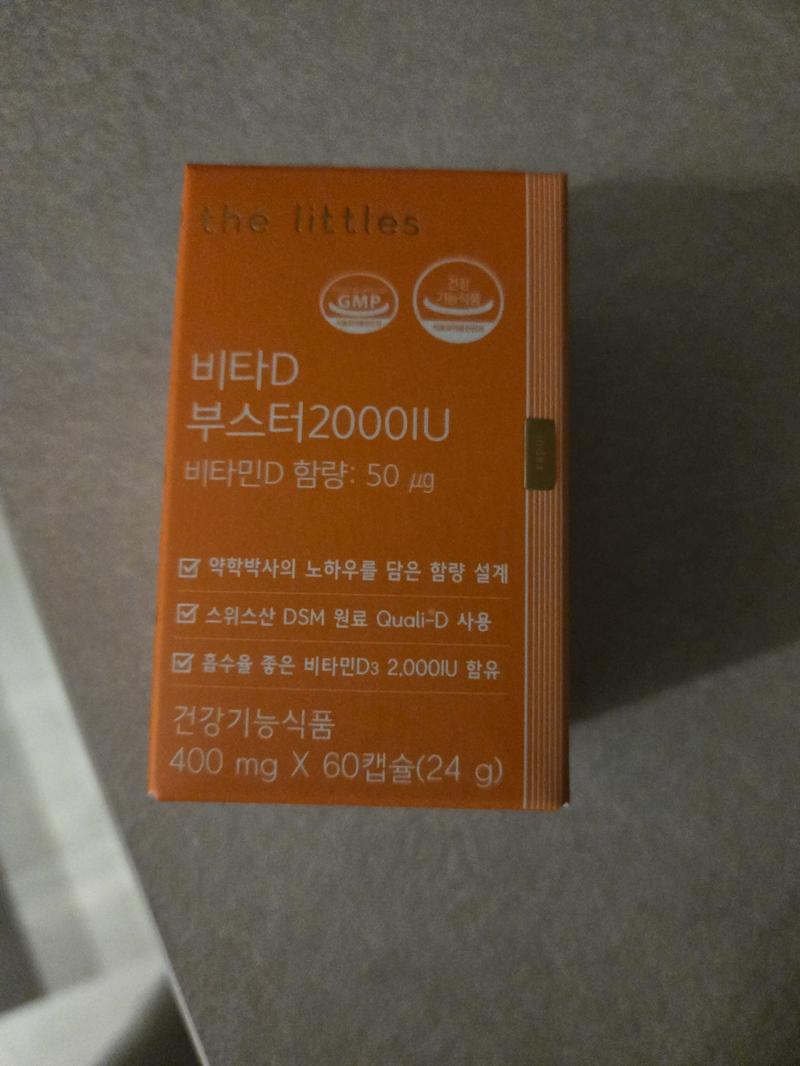 the littles
GMP
건강
기능식품
비타D
부스터2000IU
비타민D 함량: 50 ㎍
약학박사의 노하우를 담은 함량 설계
스위스산 DSM 원료 Quali-D 사용
흡수율 좋은 비타민D₃ 2,000IU 함유
건강기능식품
400 mg X 60캡슐(24 g)